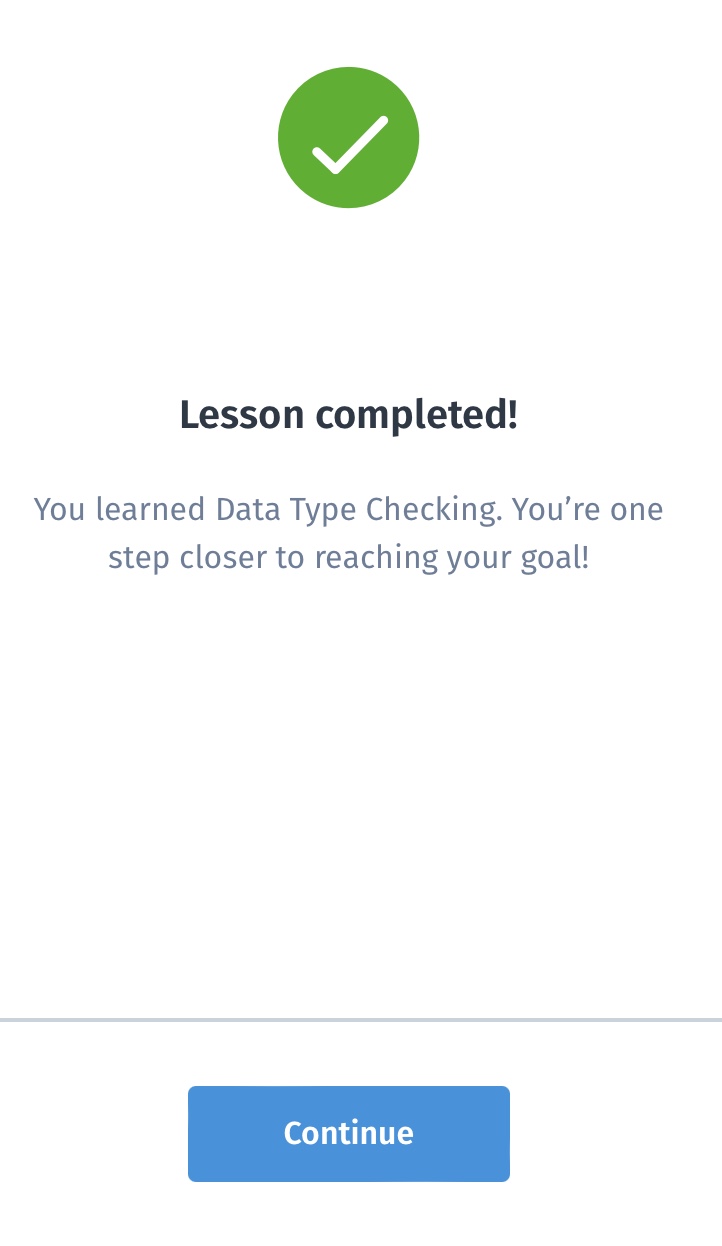 Lesson completed!
You learned Data Type Checking. You’re one
step closer to reaching your goal!
Continue